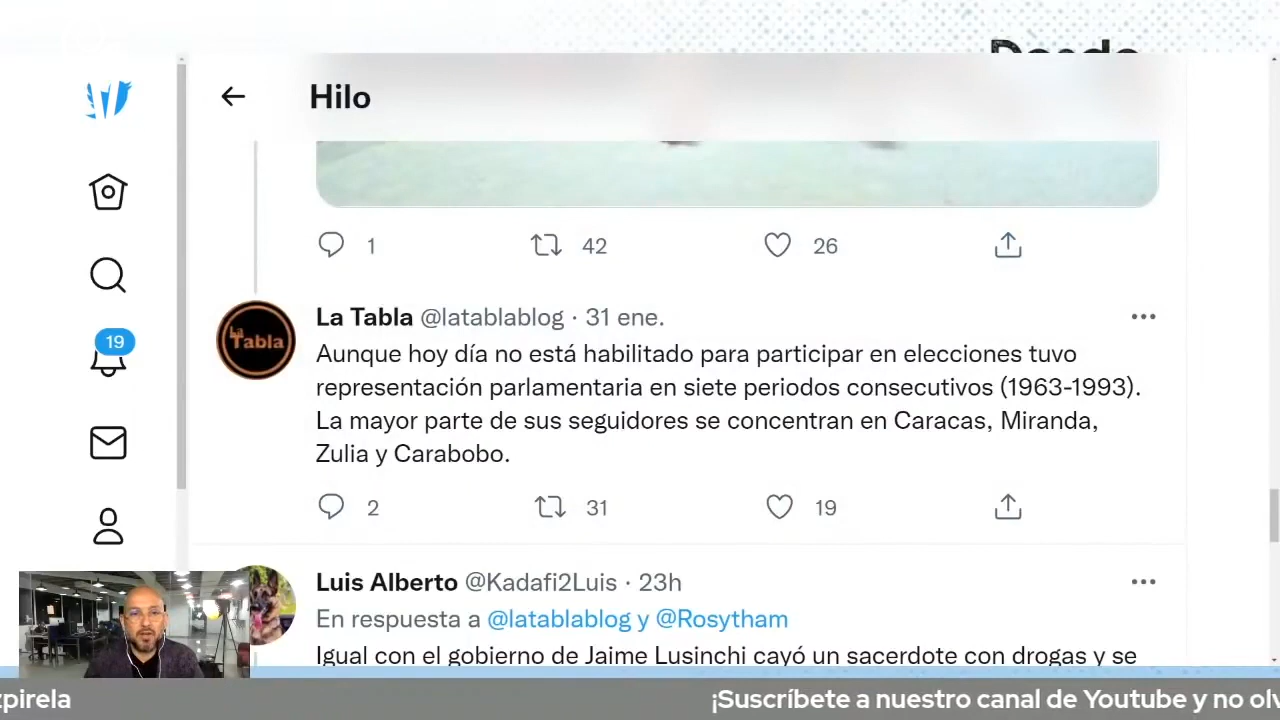 Desde
Hilo
1
42
26
La Tabla @latablablog · 31 ene.
La Tabla
Aunque hoy día no está habilitado para participar en elecciones tuvo
representación parlamentaria en siete periodos consecutivos (1963-1993).
La mayor parte de sus seguidores se concentran en Caracas, Miranda,
Zulia y Carabobo.
19
2
31
19
Luis Alberto @Kadafi2Luis · 23h
En respuesta a @latablablog y @Rosytham
Igual con el gobierno de Jaime Lusinchi cayó un sacerdote con drogas y se
zpirela
¡Suscríbete a nuestro canal de Youtube y no olv